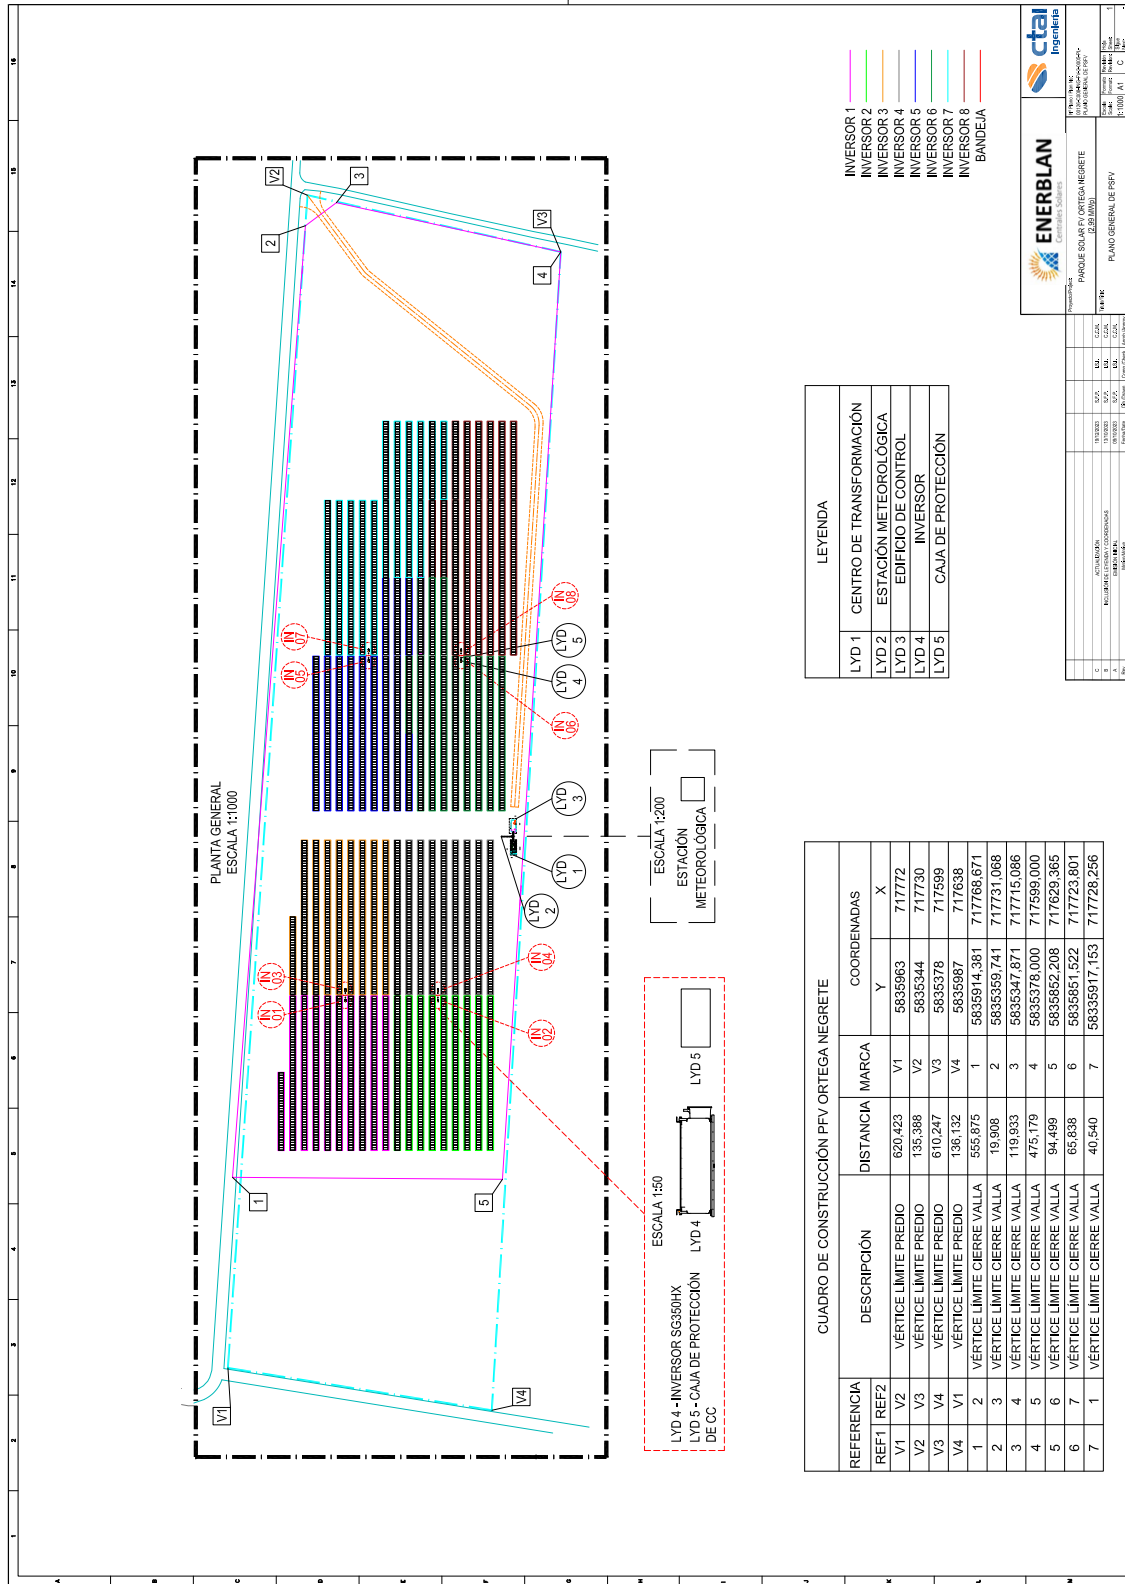 PLANTA GENERAL
ESCALA 1:1000
V1
V2
V3
V4
1
2
3
4
5
IN 01
IN 03
IN 02
IN 04
IN 05
IN 07
IN 06
IN 08
LYD 2
LYD 1
LYD 3
LYD 4
LYD 5
ESCALA 1:200
ESTACIÓN
METEOROLÓGICA
ESCALA 1:50
LYD 4
LYD 5
LYD 4 - INVERSOR SG350HX
LYD 5 - CAJA DE PROTECCIÓN
DE CC
INVERSOR 1
INVERSOR 2
INVERSOR 3
INVERSOR 4
INVERSOR 5
INVERSOR 6
INVERSOR 7
INVERSOR 8
BANDEJA
LEYENDA
LYD 1 CENTRO DE TRANSFORMACIÓN
LYD 2 ESTACIÓN METEOROLÓGICA
LYD 3 EDIFICIO DE CONTROL
LYD 4 INVERSOR
LYD 5 CAJA DE PROTECCIÓN
CUADRO DE CONSTRUCCIÓN PFV ORTEGA NEGRETE
REFERENCIA DESCRIPCIÓN DISTANCIA MARCA COORDENADAS
REF1 REF2 Y X
V1 V2 VÉRTICE LÍMITE PREDIO 620,423 V1 5835963 717772
V2 V3 VÉRTICE LÍMITE PREDIO 135,388 V2 5835344 717730
V3 V4 VÉRTICE LÍMITE PREDIO 610,247 V3 5835378 717599
V4 V1 VÉRTICE LÍMITE PREDIO 136,132 V4 5835987 717638
1 2 VÉRTICE LÍMITE CIERRE VALLA 555,875 1 5835914,381 717768,671
2 3 VÉRTICE LÍMITE CIERRE VALLA 19,908 2 5835359,741 717731,068
3 4 VÉRTICE LÍMITE CIERRE VALLA 119,933 3 5835347,871 717715,086
4 5 VÉRTICE LÍMITE CIERRE VALLA 475,179 4 5835378,000 717599,000
5 6 VÉRTICE LÍMITE CIERRE VALLA 94,499 5 5835852,208 717629,365
6 7 VÉRTICE LÍMITE CIERRE VALLA 65,838 6 5835851,522 717723,801
7 1 VÉRTICE LÍMITE CIERRE VALLA 40,540 7 58335917,153 717728,256
ENERBLAN
Centrales Solares
ctai
Ingeniería
PARQUE SOLAR FV ORTEGA NEGRETE
(2,99 MWp)
PLANO GENERAL DE PSFV
1:1000 A1 C